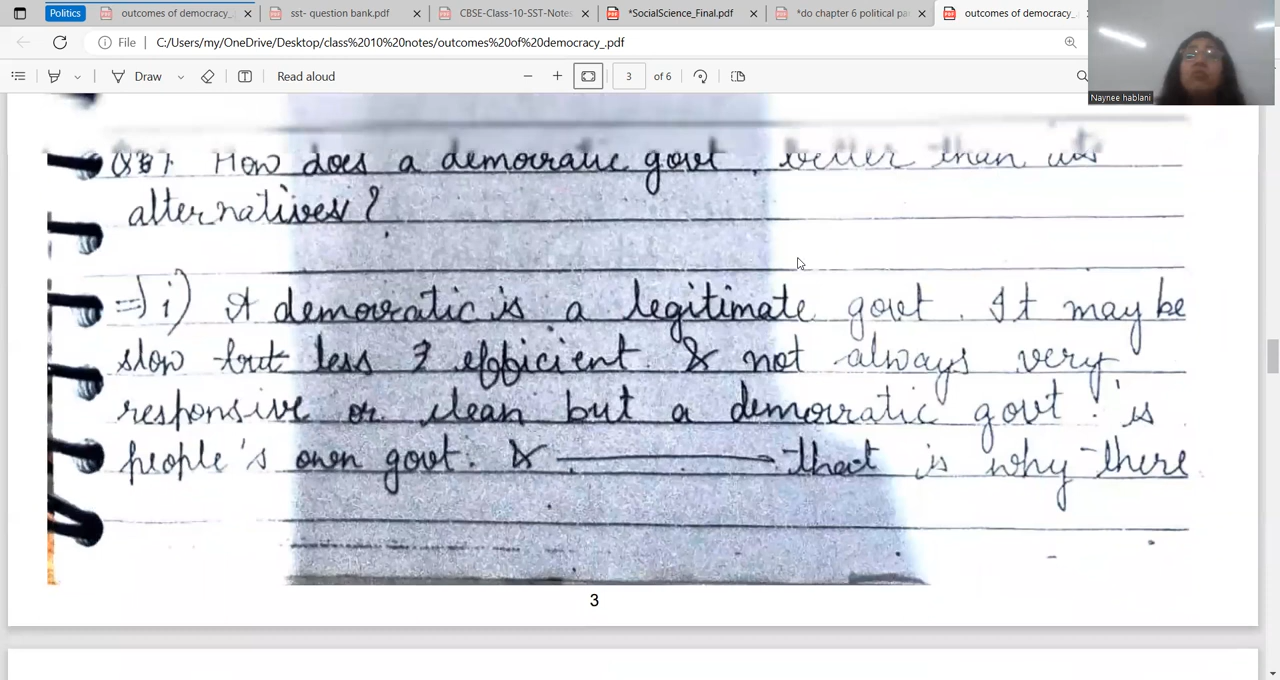 Politics
outcomes of democracy_
sst- question bank.pdf
CBSE-Class-10-SST-Notes
*SocialScience_Final.pdf
*do chapter 6 political pa
outcomes of democracy_
File
C:/Users/my/OneDrive/Desktop/class%2010%20notes/outcomes%20of%20democracy_.pdf
Draw
Read aloud
3
of 6
Naynee hablani
How does a democratic govt. better than its
alternatives?
=) i) A democratic is a legitimate govt. It may be
slow but less efficient. & not always very
responsive or clean but a democratic govt. is
people's own govt. & that is why there
3